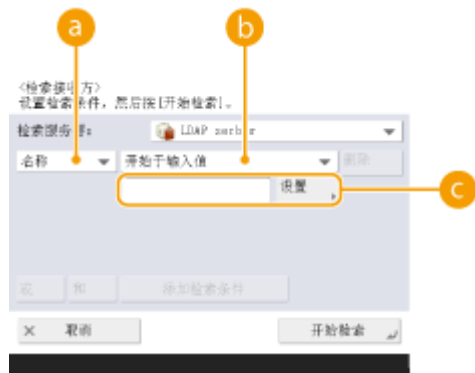 a
b
<检索接收方>
设置检索条件，然后按[开始检索]。
检索服务器:
LDAP server
名称
开始于输入值
删除
设置
c
或 和 添加检索条件
× 取消
开始检索